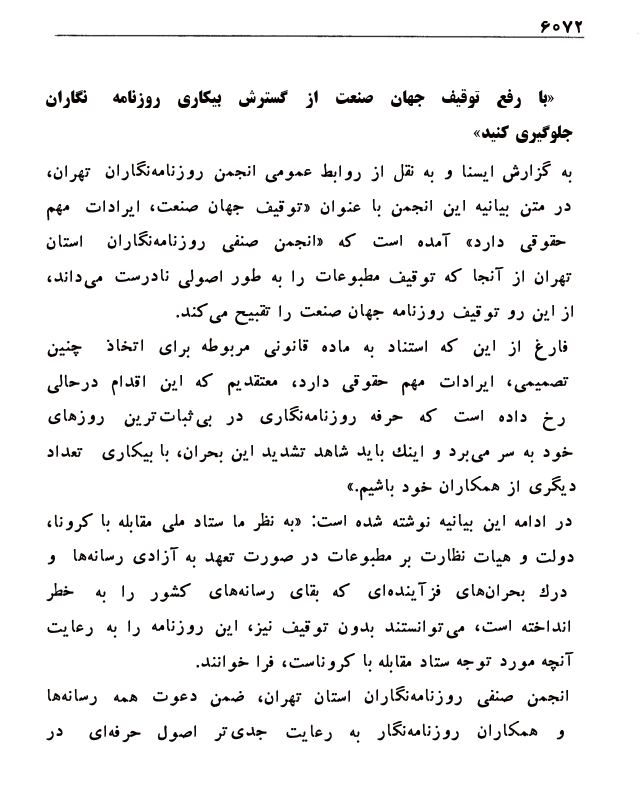 ۶۰۷۲
«با رفع توقیف جهان صنعت از گسترش بیکاری روزنامه نگاران
جلوگیری کنید»
به گزارش ایسنا و به نقل از روابط عمومی انجمن روزنامه‌نگاران تهران،
در متن بیانیه این انجمن با عنوان «توقیف جهان صنعت، ایرادات مهم
حقوقی دارد» آمده است که «انجمن صنفی روزنامه‌نگاران استان
تهران از آنجا که توقیف مطبوعات را به طور اصولی نادرست می‌داند،
از این رو توقیف روزنامه جهان صنعت را تقبیح می‌کند.
فارغ از این که استناد به ماده قانونی مربوطه برای اتخاذ چنین
تصمیمی، ایرادات مهم حقوقی دارد، معتقدیم که این اقدام درحالی
رخ داده است که حرفه روزنامه‌نگاری در بی‌ثبات‌ترین روزهای
خود به سر می‌برد و اینك باید شاهد تشدید این بحران، با بیکاری تعداد
دیگری از همکاران خود باشیم.»
در ادامه این بیانیه نوشته شده است: «به نظر ما ستاد ملی مقابله با کرونا،
دولت و هیات نظارت بر مطبوعات در صورت تعهد به آزادی رسانه‌ها و
درك بحران‌های فزآینده‌ای که بقای رسانه‌های کشور را به خطر
انداخته است، می‌توانستند بدون توقیف نیز، این روزنامه را به رعایت
آنچه مورد توجه ستاد مقابله با کروناست، فرا خوانند.
انجمن صنفی روزنامه‌نگاران استان تهران، ضمن دعوت همه رسانه‌ها
و همکاران روزنامه‌نگار به رعایت جدی‌تر اصول حرفه‌ای در